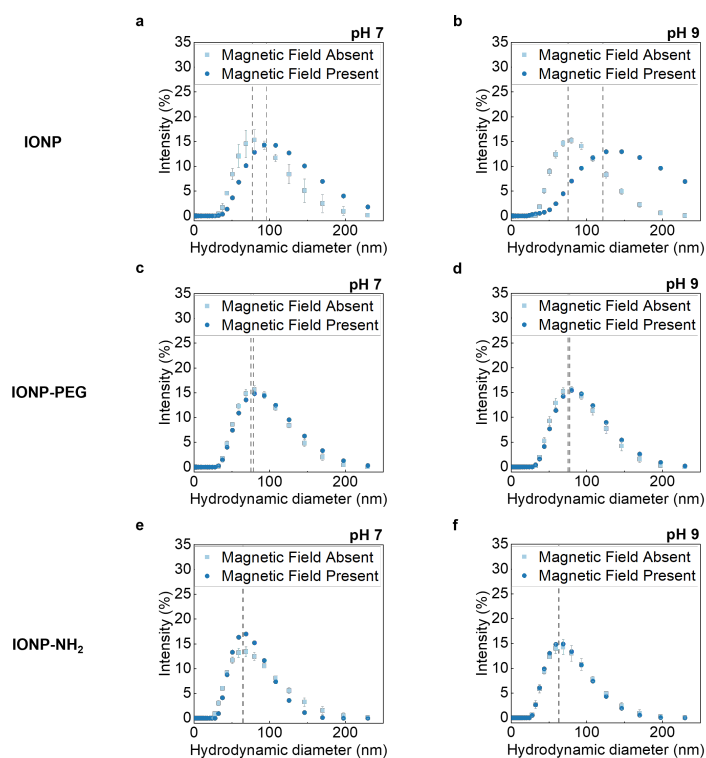 a
pH 7
35
30
25
20
15
10
5
0
Intensity (%)
Magnetic Field Absent
Magnetic Field Present
0
100
200
Hydrodynamic diameter (nm)
b
pH 9
35
30
25
20
15
10
5
0
Intensity (%)
Magnetic Field Absent
Magnetic Field Present
0
100
200
Hydrodynamic diameter (nm)
IONP
c
pH 7
35
30
25
20
15
10
5
0
Intensity (%)
Magnetic Field Absent
Magnetic Field Present
0
100
200
Hydrodynamic diameter (nm)
d
pH 9
35
30
25
20
15
10
5
0
Intensity (%)
Magnetic Field Absent
Magnetic Field Present
0
100
200
Hydrodynamic diameter (nm)
IONP-PEG
e
pH 7
35
30
25
20
15
10
5
0
Intensity (%)
Magnetic Field Absent
Magnetic Field Present
0
100
200
Hydrodynamic diameter (nm)
f
pH 9
35
30
25
20
15
10
5
0
Intensity (%)
Magnetic Field Absent
Magnetic Field Present
0
100
200
Hydrodynamic diameter (nm)
IONP-NH₂